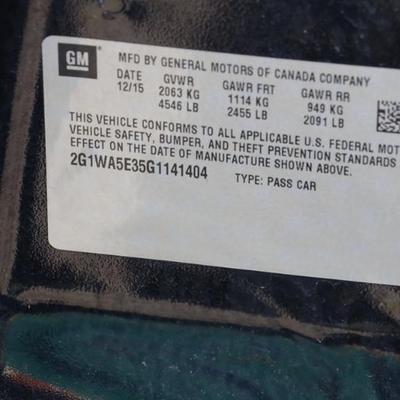 GM
MFD BY GENERAL MOTORS OF CANADA COMPANY
DATE GVWR GAWR FRT GAWR RR
12/15 2063 KG 1114 KG 949 KG
4546 LB 2455 LB 2091 LB
THIS VEHICLE CONFORMS TO ALL APPLICABLE U.S. FEDERAL MOT
VEHICLE SAFETY, BUMPER, AND THEFT PREVENTION STANDARDS
EFFECT ON THE DATE OF MANUFACTURE SHOWN ABOVE.
2G1WA5E35G1141404 TYPE: PASS CAR